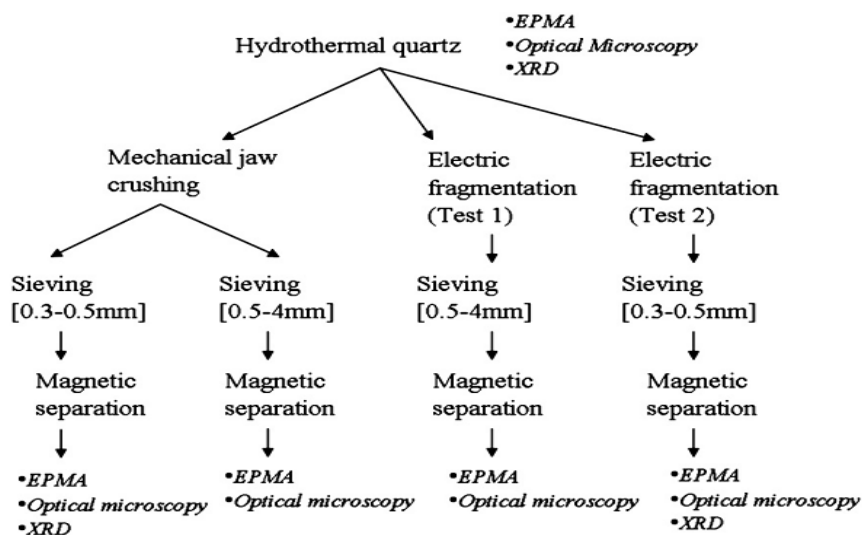 Hydrothermal quartz
•EPMA
•Optical Microscopy
•XRD
Mechanical jaw
crushing
Electric
fragmentation
(Test 1)
Electric
fragmentation
(Test 2)
Sieving
[0.3-0.5mm]
Sieving
[0.5-4mm]
Sieving
[0.5-4mm]
Sieving
[0.3-0.5mm]
Magnetic
separation
Magnetic
separation
Magnetic
separation
Magnetic
separation
•EPMA
•Optical microscopy
•XRD
•EPMA
•Optical microscopy
•EPMA
•Optical microscopy
•EPMA
•Optical microscopy
•XRD